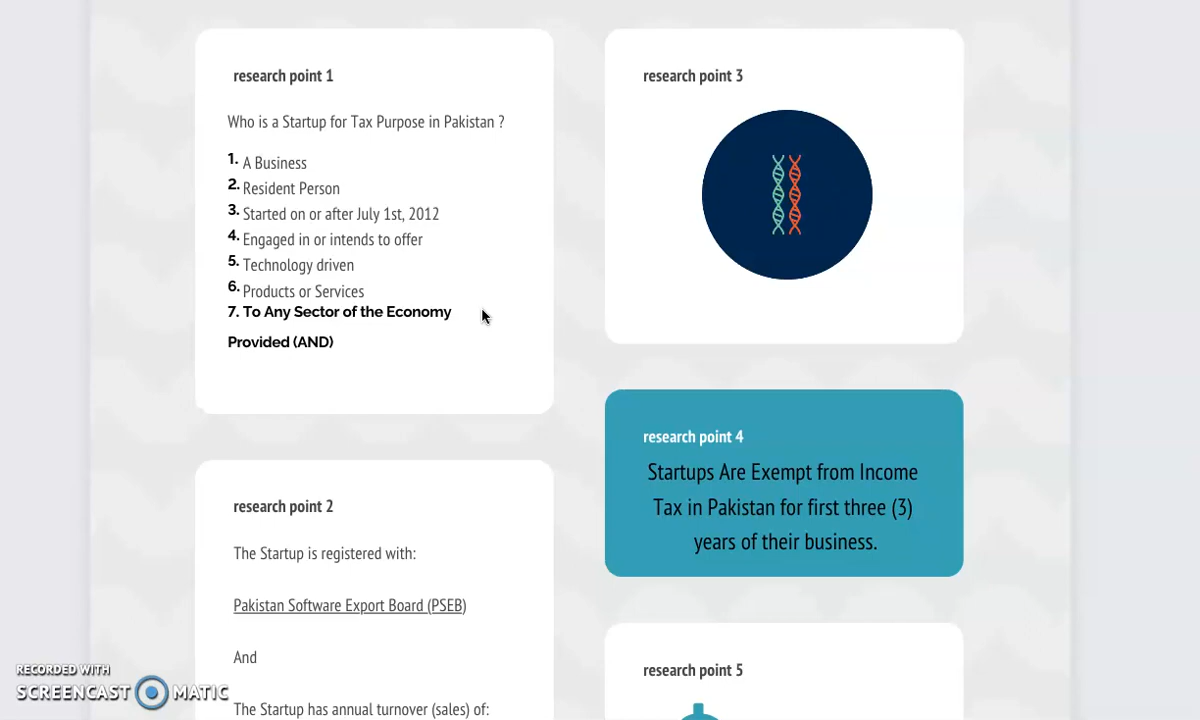 research point 1
Who is a Startup for Tax Purpose in Pakistan ?
1. A Business
2. Resident Person
3. Started on or after July 1st, 2012
4. Engaged in or intends to offer
5. Technology driven
6. Products or Services
7. To Any Sector of the Economy
Provided (AND)
research point 2
The Startup is registered with:
Pakistan Software Export Board (PSEB)
And
The Startup has annual turnover (sales) of:
research point 3
research point 4
Startups Are Exempt from Income
Tax in Pakistan for first three (3)
years of their business.
research point 5
RECORDED WITH
SCREENCAST MATIC